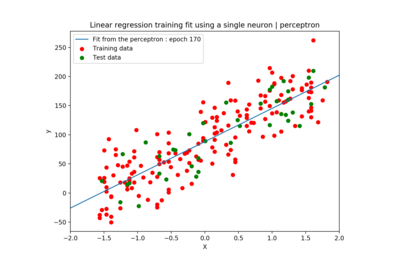 Linear regression training fit using a single neuron | perceptron
Fit from the perceptron : epoch 170
Training data
Test data
250
200
150
100
50
0
−50
y
−2.0 −1.5 −1.0 −0.5 0.0 0.5 1.0 1.5 2.0
X